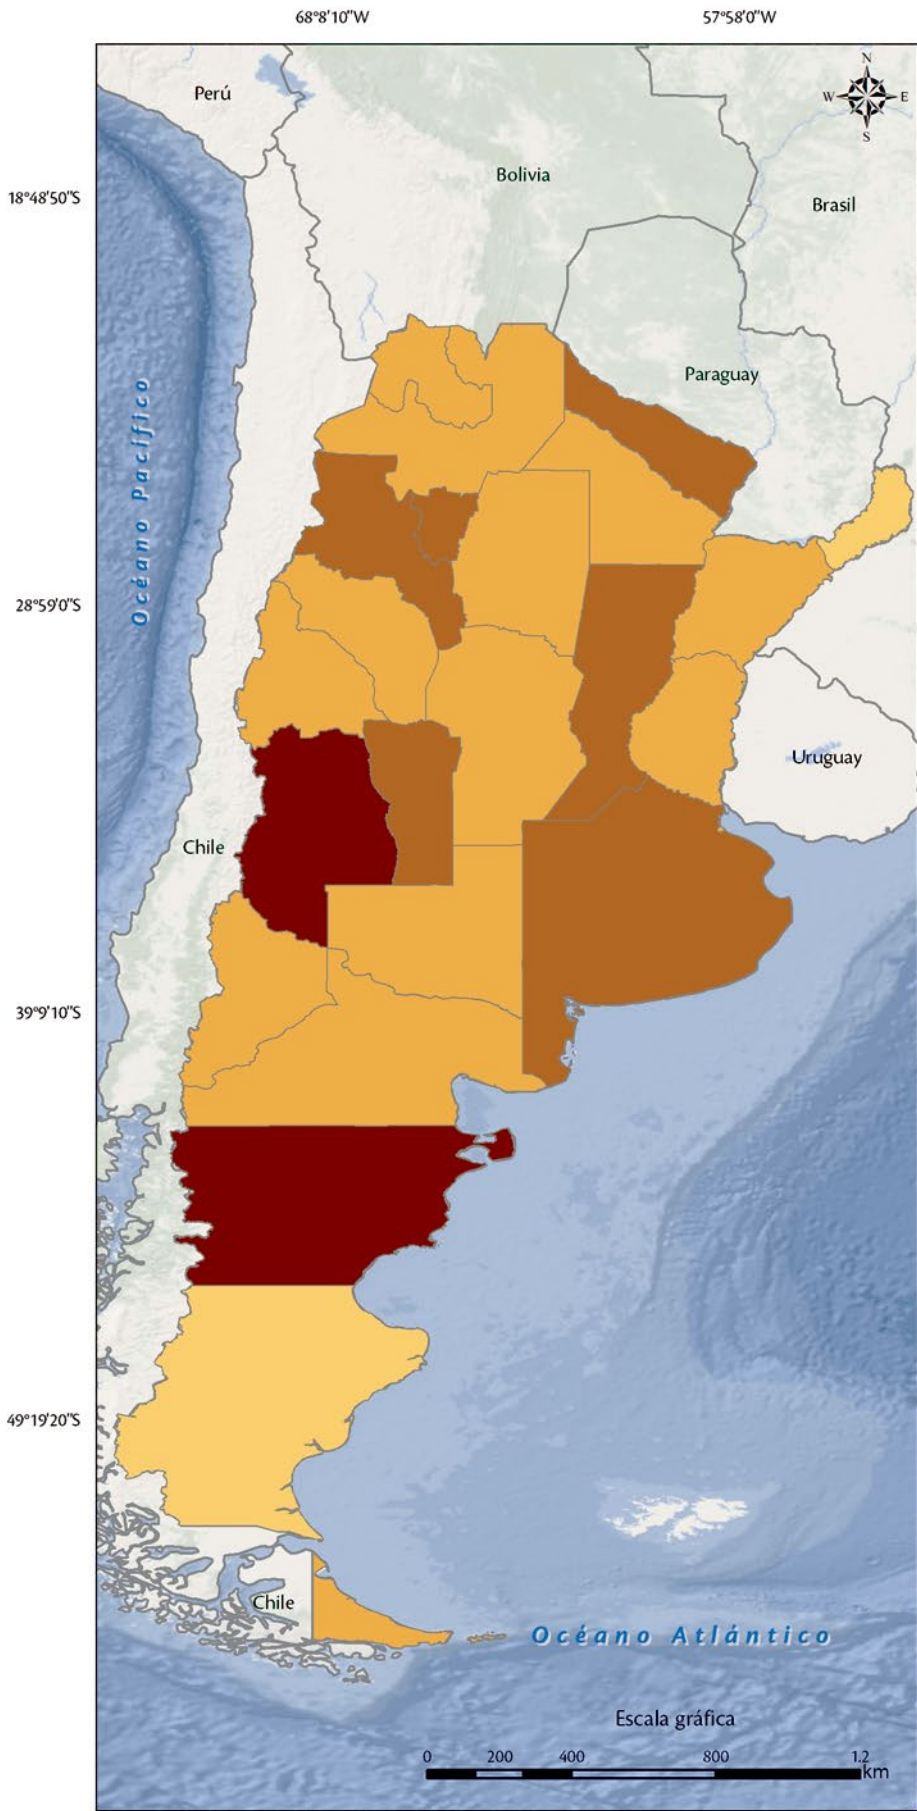 68°8'10"W 57°58'0"W
N
W E
S
Perú
Bolivia
18°48'50"S
Brasil
Paraguay
Océano Pacífico
28°59'0"S
Uruguay
Chile
39°9'10"S
49°19'20"S
Chile
Océano Atlántico
Escala gráfica
0 200 400 800 1.2
km